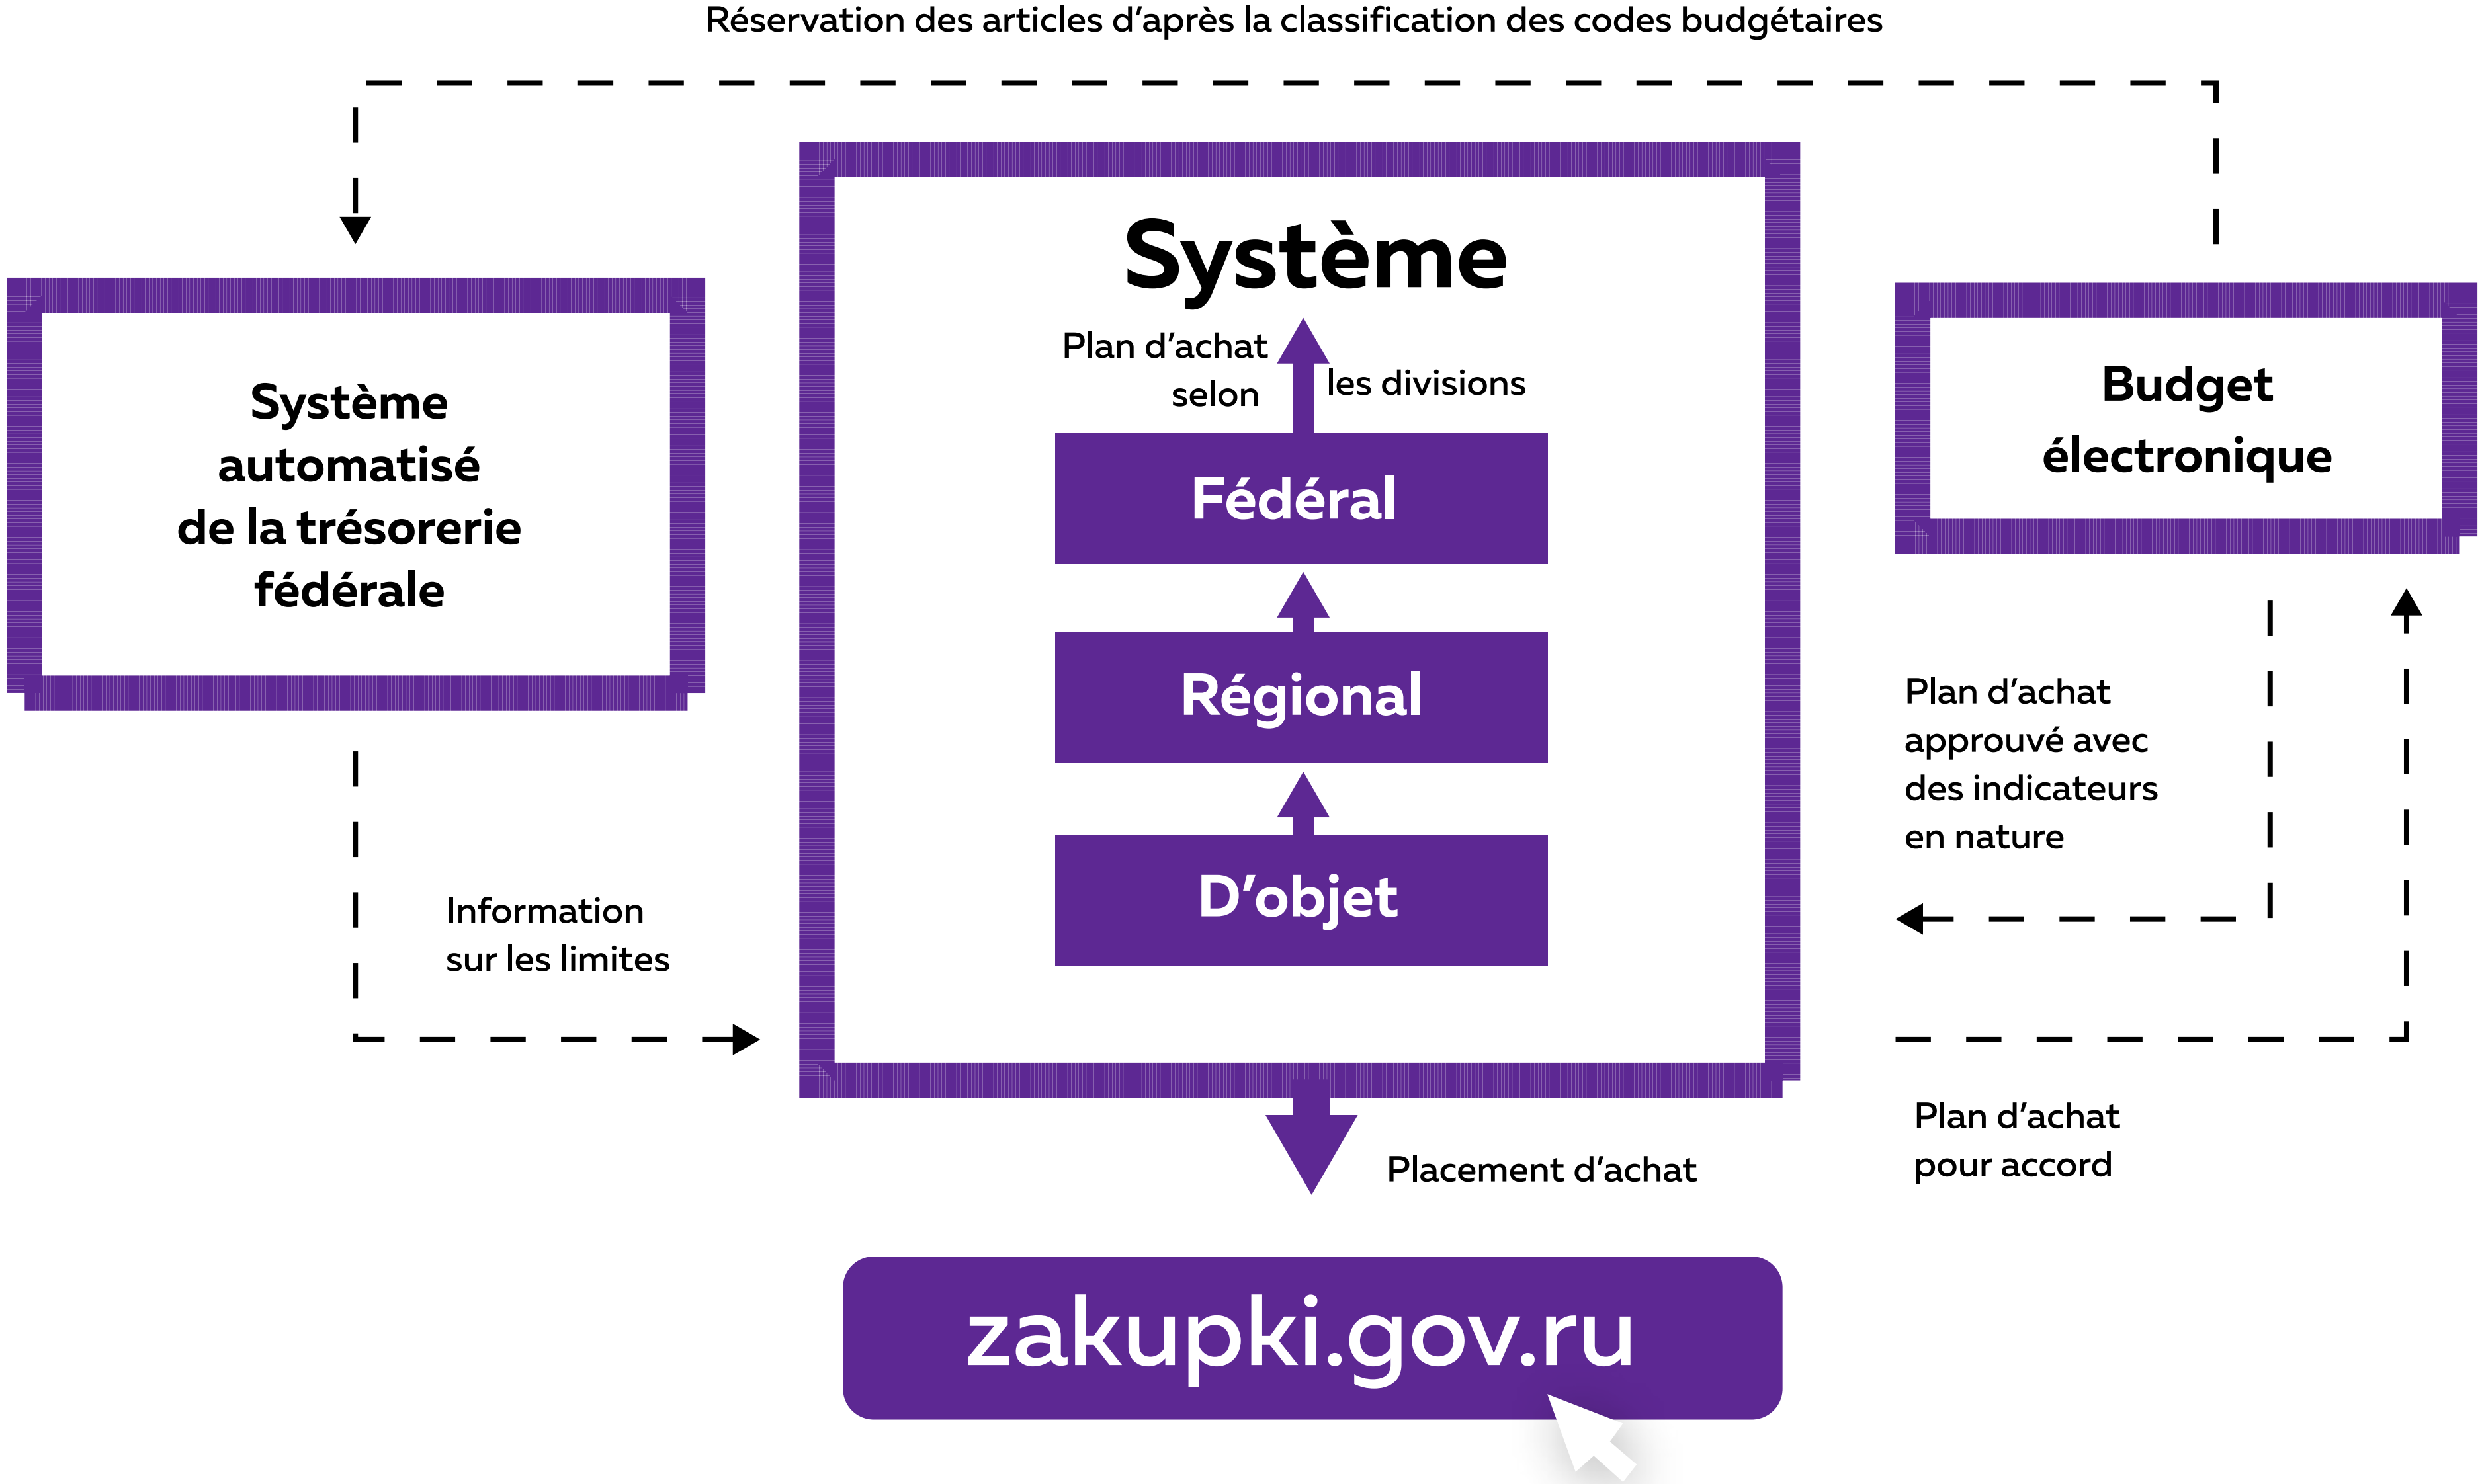 Réservation des articles d’après la classification des codes budgétaires
Système
automatisé
de la trésorerie
fédérale
Information
sur les limites
Système
Plan d’achat
selon
les divisions
Fédéral
Régional
D’objet
Placement d’achat
zakupki.gov.ru
Budget
électronique
Plan d’achat
approuvé avec
des indicateurs
en nature
Plan d’achat
pour accord